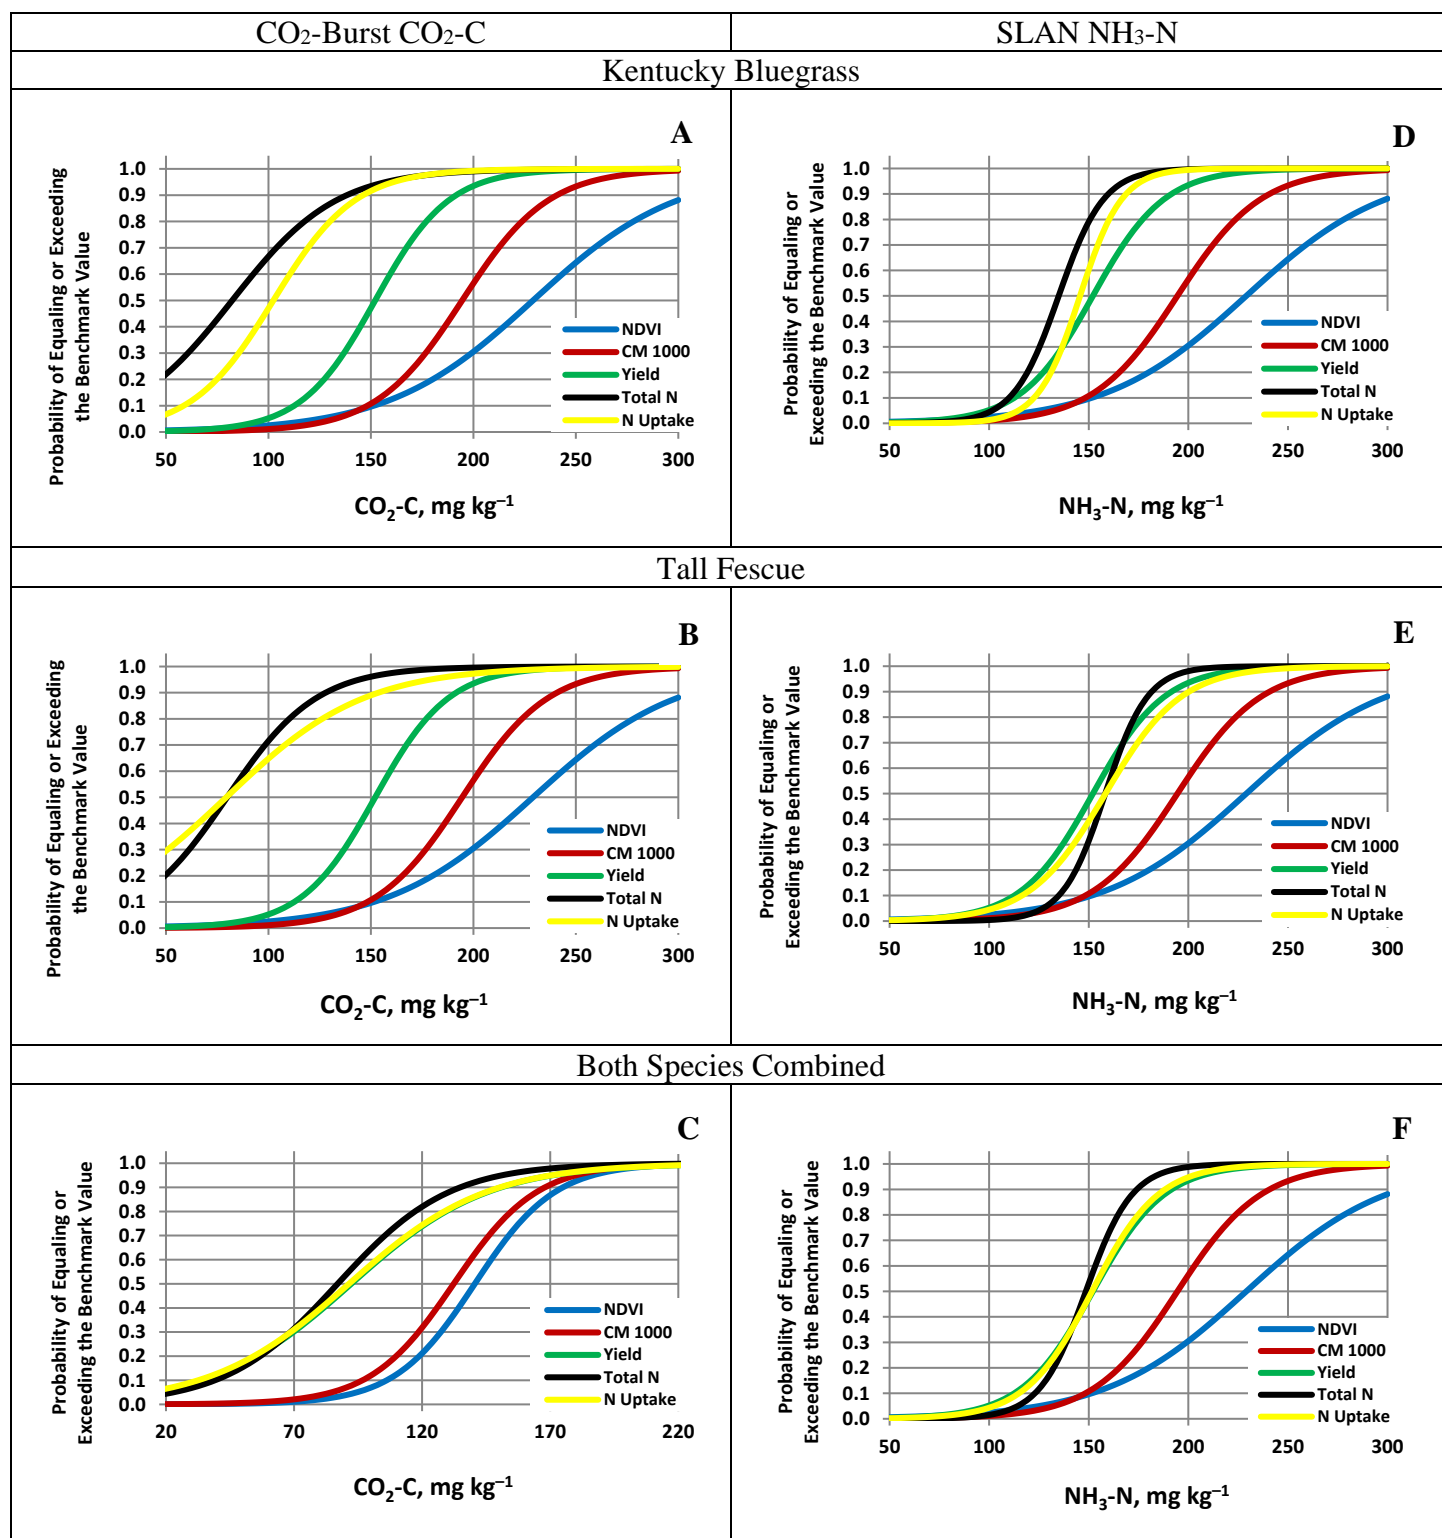 CO₂-Burst CO₂-C
SLAN NH₃-N
Kentucky Bluegrass
A
Probability of Equaling or Exceeding
the Benchmark Value
1.0
0.9
0.8
0.7
0.6
0.5
0.4
0.3
0.2
0.1
0.0
NDVI
CM 1000
Yield
Total N
N Uptake
50 100 150 200 250 300
CO₂-C, mg kg⁻¹
D
Probability of Equaling or
Exceeding the Benchmark Value
1.0
0.9
0.8
0.7
0.6
0.5
0.4
0.3
0.2
0.1
0.0
NDVI
CM 1000
Yield
Total N
N Uptake
50 100 150 200 250 300
NH₃-N, mg kg⁻¹
Tall Fescue
B
Probability of Equaling or Exceeding
the Benchmark Value
1.0
0.9
0.8
0.7
0.6
0.5
0.4
0.3
0.2
0.1
0.0
NDVI
CM 1000
Yield
Total N
N Uptake
50 100 150 200 250 300
CO₂-C, mg kg⁻¹
E
Probability of Equaling or
Exceeding the Benchmark Value
1.0
0.9
0.8
0.7
0.6
0.5
0.4
0.3
0.2
0.1
0.0
NDVI
CM 1000
Yield
Total N
N Uptake
50 100 150 200 250 300
NH₃-N, mg kg⁻¹
Both Species Combined
C
Probability of Equaling or
Exceeding the Benchmark Value
1.0
0.9
0.8
0.7
0.6
0.5
0.4
0.3
0.2
0.1
0.0
NDVI
CM 1000
Yield
Total N
N Uptake
20 70 120 170 220
CO₂-C, mg kg⁻¹
F
Probability of Equaling or
Exceeding the Benchmark Value
1.0
0.9
0.8
0.7
0.6
0.5
0.4
0.3
0.2
0.1
0.0
NDVI
CM 1000
Yield
Total N
N Uptake
50 100 150 200 250 300
NH₃-N, mg kg⁻¹